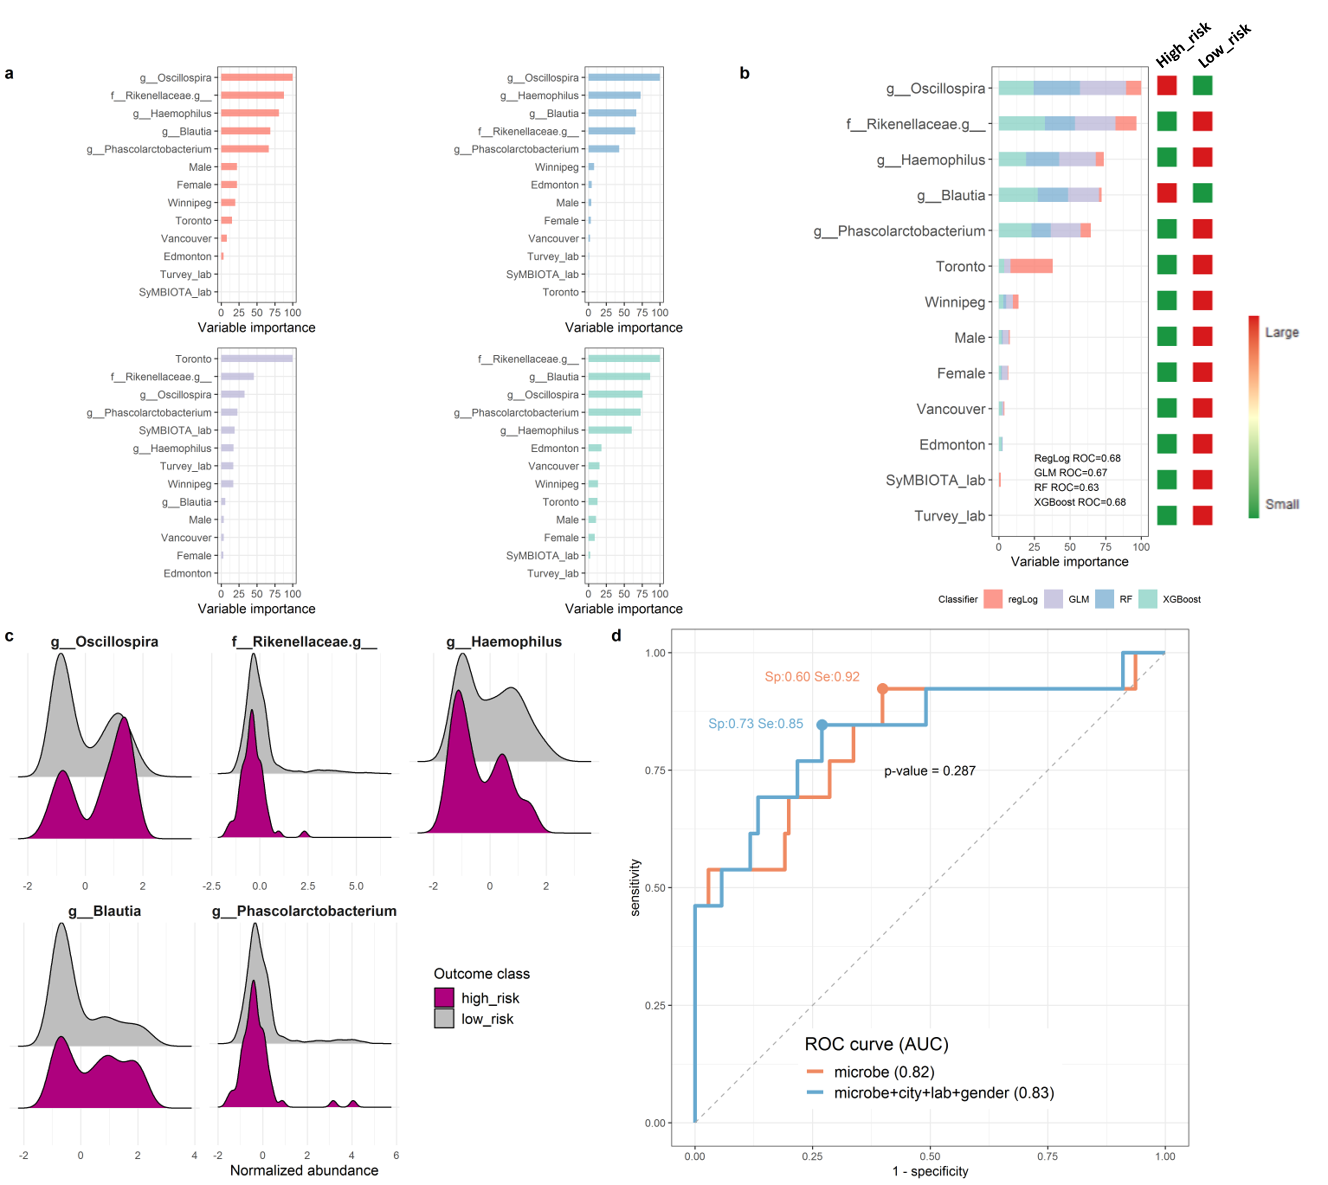 a
g__Oscillospira
f__Rikenellaceae.g__
g__Haemophilus
g__Blautia
g__Phascolarctobacterium
Male
Female
Winnipeg
Toronto
Vancouver
Edmonton
Turvey_lab
SyMBIOTA_lab
0 25 50 75 100
Variable importance
g__Oscillospira
g__Haemophilus
g__Blautia
f__Rikenellaceae.g__
g__Phascolarctobacterium
Winnipeg
Edmonton
Male
Female
Vancouver
Turvey_lab
SyMBIOTA_lab
Toronto
0 25 50 75 100
Variable importance
Toronto
f__Rikenellaceae.g__
g__Oscillospira
g__Phascolarctobacterium
SyMBIOTA_lab
g__Haemophilus
Turvey_lab
Winnipeg
g__Blautia
Male
Vancouver
Female
Edmonton
0 25 50 75 100
Variable importance
f__Rikenellaceae.g__
g__Blautia
g__Oscillospira
g__Phascolarctobacterium
g__Haemophilus
Edmonton
Vancouver
Winnipeg
Toronto
Male
Female
SyMBIOTA_lab
Turvey_lab
0 25 50 75 100
Variable importance
b
High_risk
Low_risk
g__Oscillospira
f__Rikenellaceae.g__
g__Haemophilus
g__Blautia
g__Phascolarctobacterium
Toronto
Winnipeg
Male
Female
Vancouver
Edmonton
SyMBIOTA_lab
Turvey_lab
RegLog ROC=0.68
GLM ROC=0.67
RF ROC=0.63
XGBoost ROC=0.68
0 25 50 75 100
Variable importance
Large
Small
Classifier regLog GLM RF XGBoost
c
g__Oscillospira
-2 0 2
f__Rikenellaceae.g__
-2.5 0.0 2.5 5.0
g__Haemophilus
-2 0 2
g__Blautia
-2 0 2 4
g__Phascolarctobacterium
-2 0 2 4 6
Normalized abundance
Outcome class
high_risk
low_risk
d
1.00
0.75
0.50
0.25
0.00
sensitivity
Sp:0.60 Se:0.92
Sp:0.73 Se:0.85
p-value = 0.287
ROC curve (AUC)
microbe (0.82)
microbe+city+lab+gender (0.83)
0.00 0.25 0.50 0.75 1.00
1 - specificity